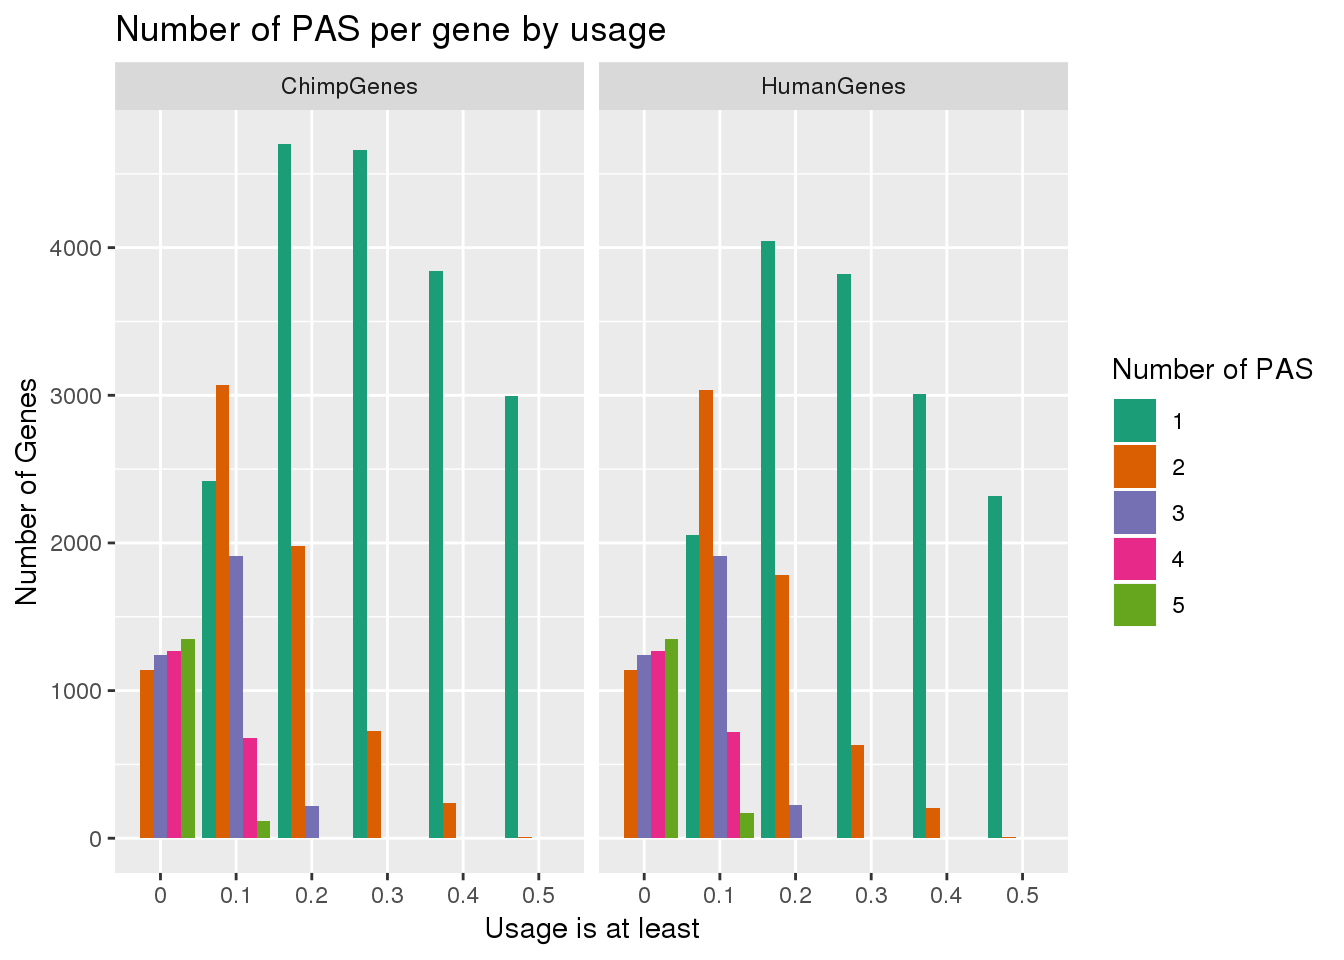 Number of PAS per gene by usage
ChimpGenes
HumanGenes
Number of Genes
4000
3000
2000
1000
0
0 0.1 0.2 0.3 0.4 0.5
0 0.1 0.2 0.3 0.4 0.5
Usage is at least
Number of PAS
1
2
3
4
5